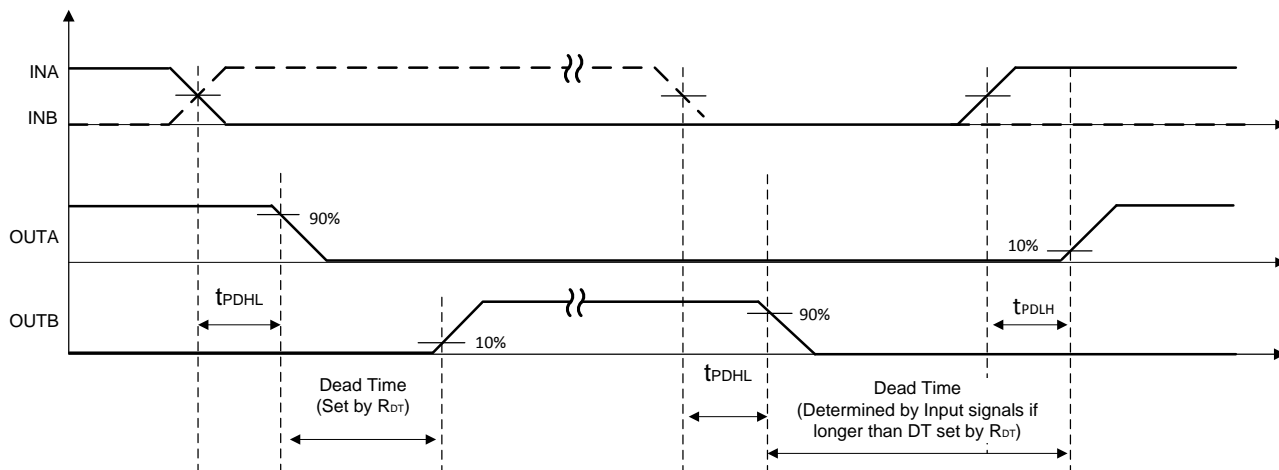 INA
INB
OUTA
90%
10%
OUTB
tPDHL
10%
90%
tPDLH
tPDHL
Dead Time
(Set by RDT)
Dead Time
(Determined by Input signals if
longer than DT set by RDT)